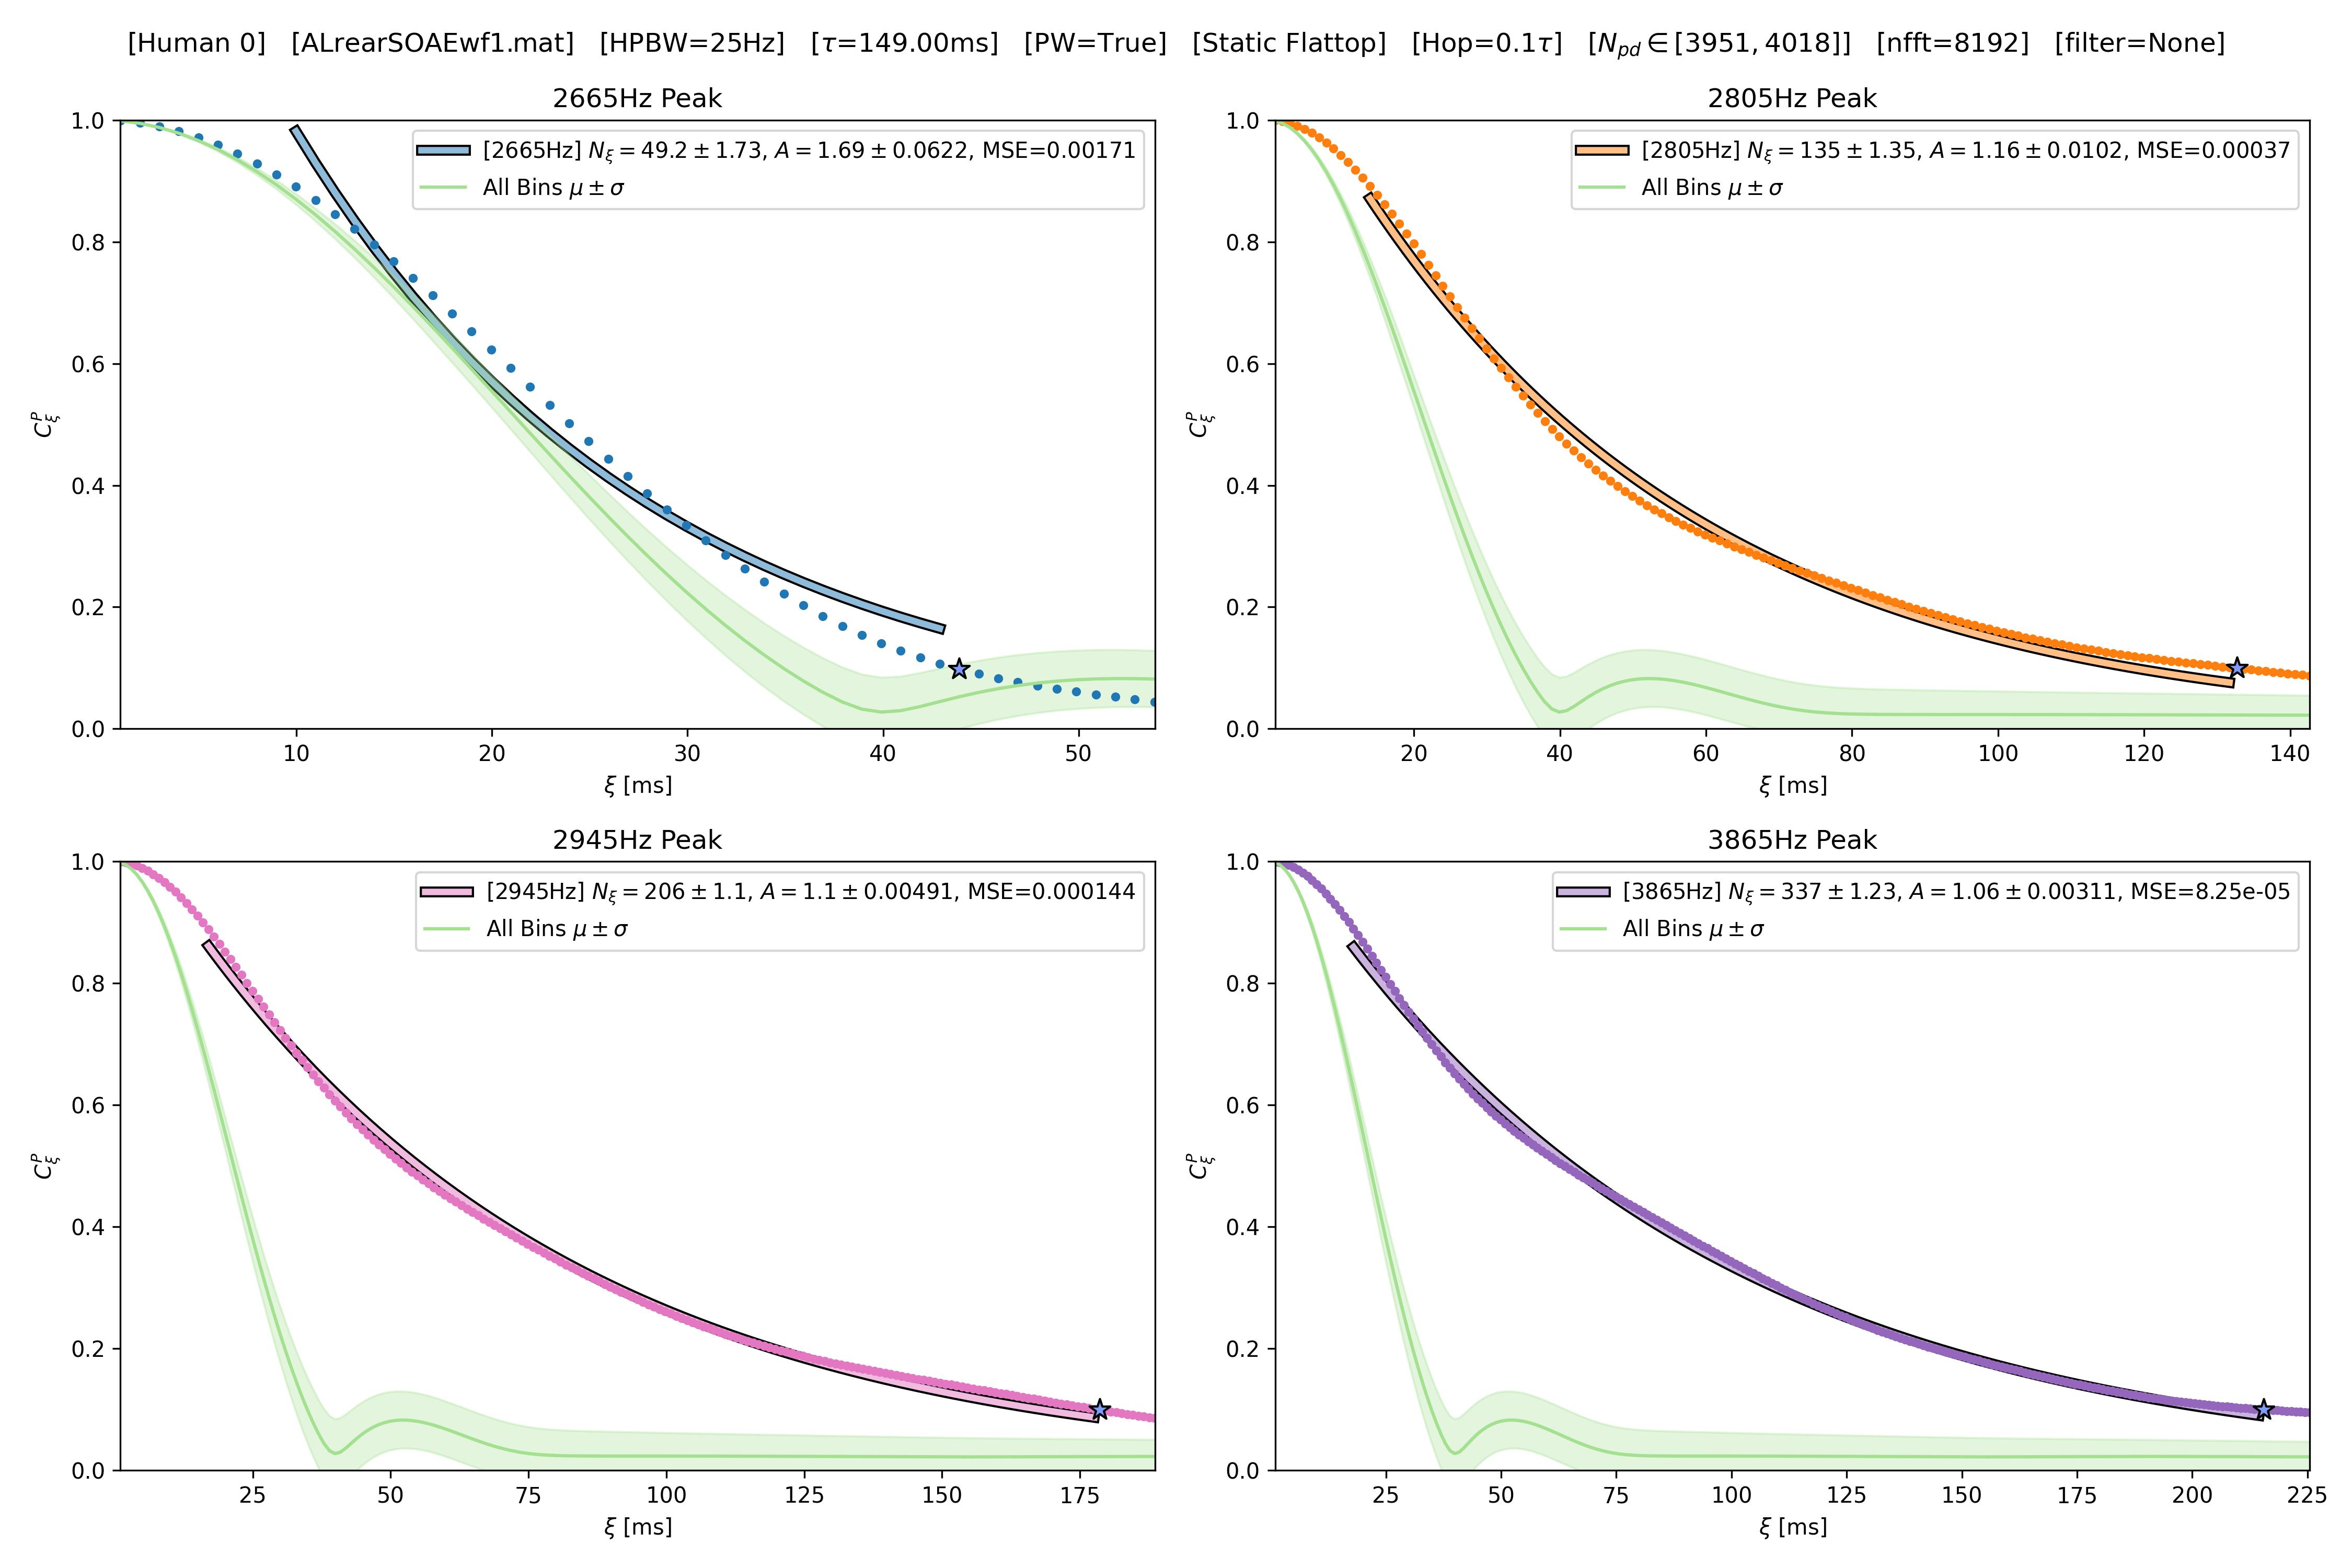 [Human 0] [ALrearSOAEwf1.mat] [HPBW=25Hz] [τ=149.00ms] [PW=True] [Static Flattop] [Hop=0.1τ] [N_pd ∈ [3951, 4018]] [nfft=8192] [filter=None]
2665Hz Peak
1.0
0.8
0.6
0.4
0.2
0.0
C_ξ^P
[2665Hz] N_ξ = 49.2 ± 1.73, A = 1.69 ± 0.0622, MSE=0.00171
All Bins μ ± σ
10 20 30 40 50
ξ [ms]
2805Hz Peak
1.0
0.8
0.6
0.4
0.2
0.0
C_ξ^P
[2805Hz] N_ξ = 135 ± 1.35, A = 1.16 ± 0.0102, MSE=0.00037
All Bins μ ± σ
20 40 60 80 100 120 140
ξ [ms]
2945Hz Peak
1.0
0.8
0.6
0.4
0.2
0.0
C_ξ^P
[2945Hz] N_ξ = 206 ± 1.1, A = 1.1 ± 0.00491, MSE=0.000144
All Bins μ ± σ
25 50 75 100 125 150 175
ξ [ms]
3865Hz Peak
1.0
0.8
0.6
0.4
0.2
0.0
C_ξ^P
[3865Hz] N_ξ = 337 ± 1.23, A = 1.06 ± 0.00311, MSE=8.25e-05
All Bins μ ± σ
25 50 75 100 125 150 175 200 225
ξ [ms]